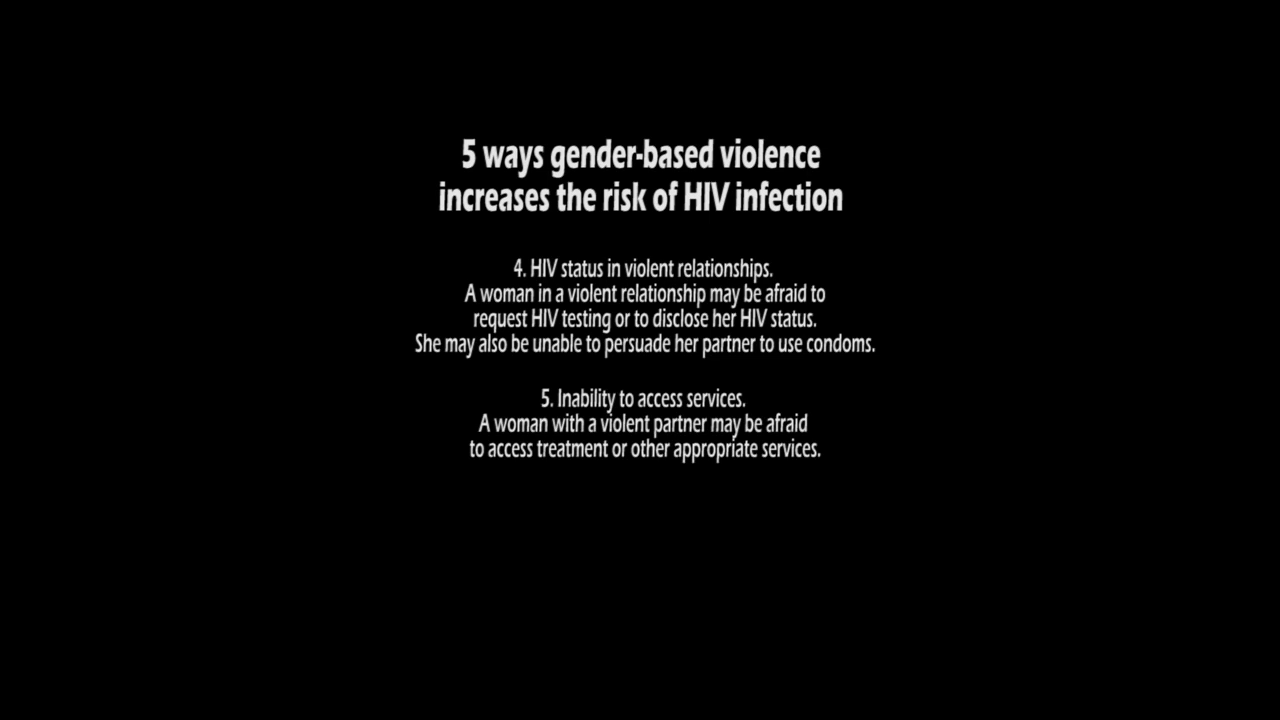 5 ways gender-based violence
increases the risk of HIV infection
4. HIV status in violent relationships.
A woman in a violent relationship may be afraid to
request HIV testing or to disclose her HIV status.
She may also be unable to persuade her partner to use condoms.
5. Inability to access services.
A woman with a violent partner may be afraid
to access treatment or other appropriate services.